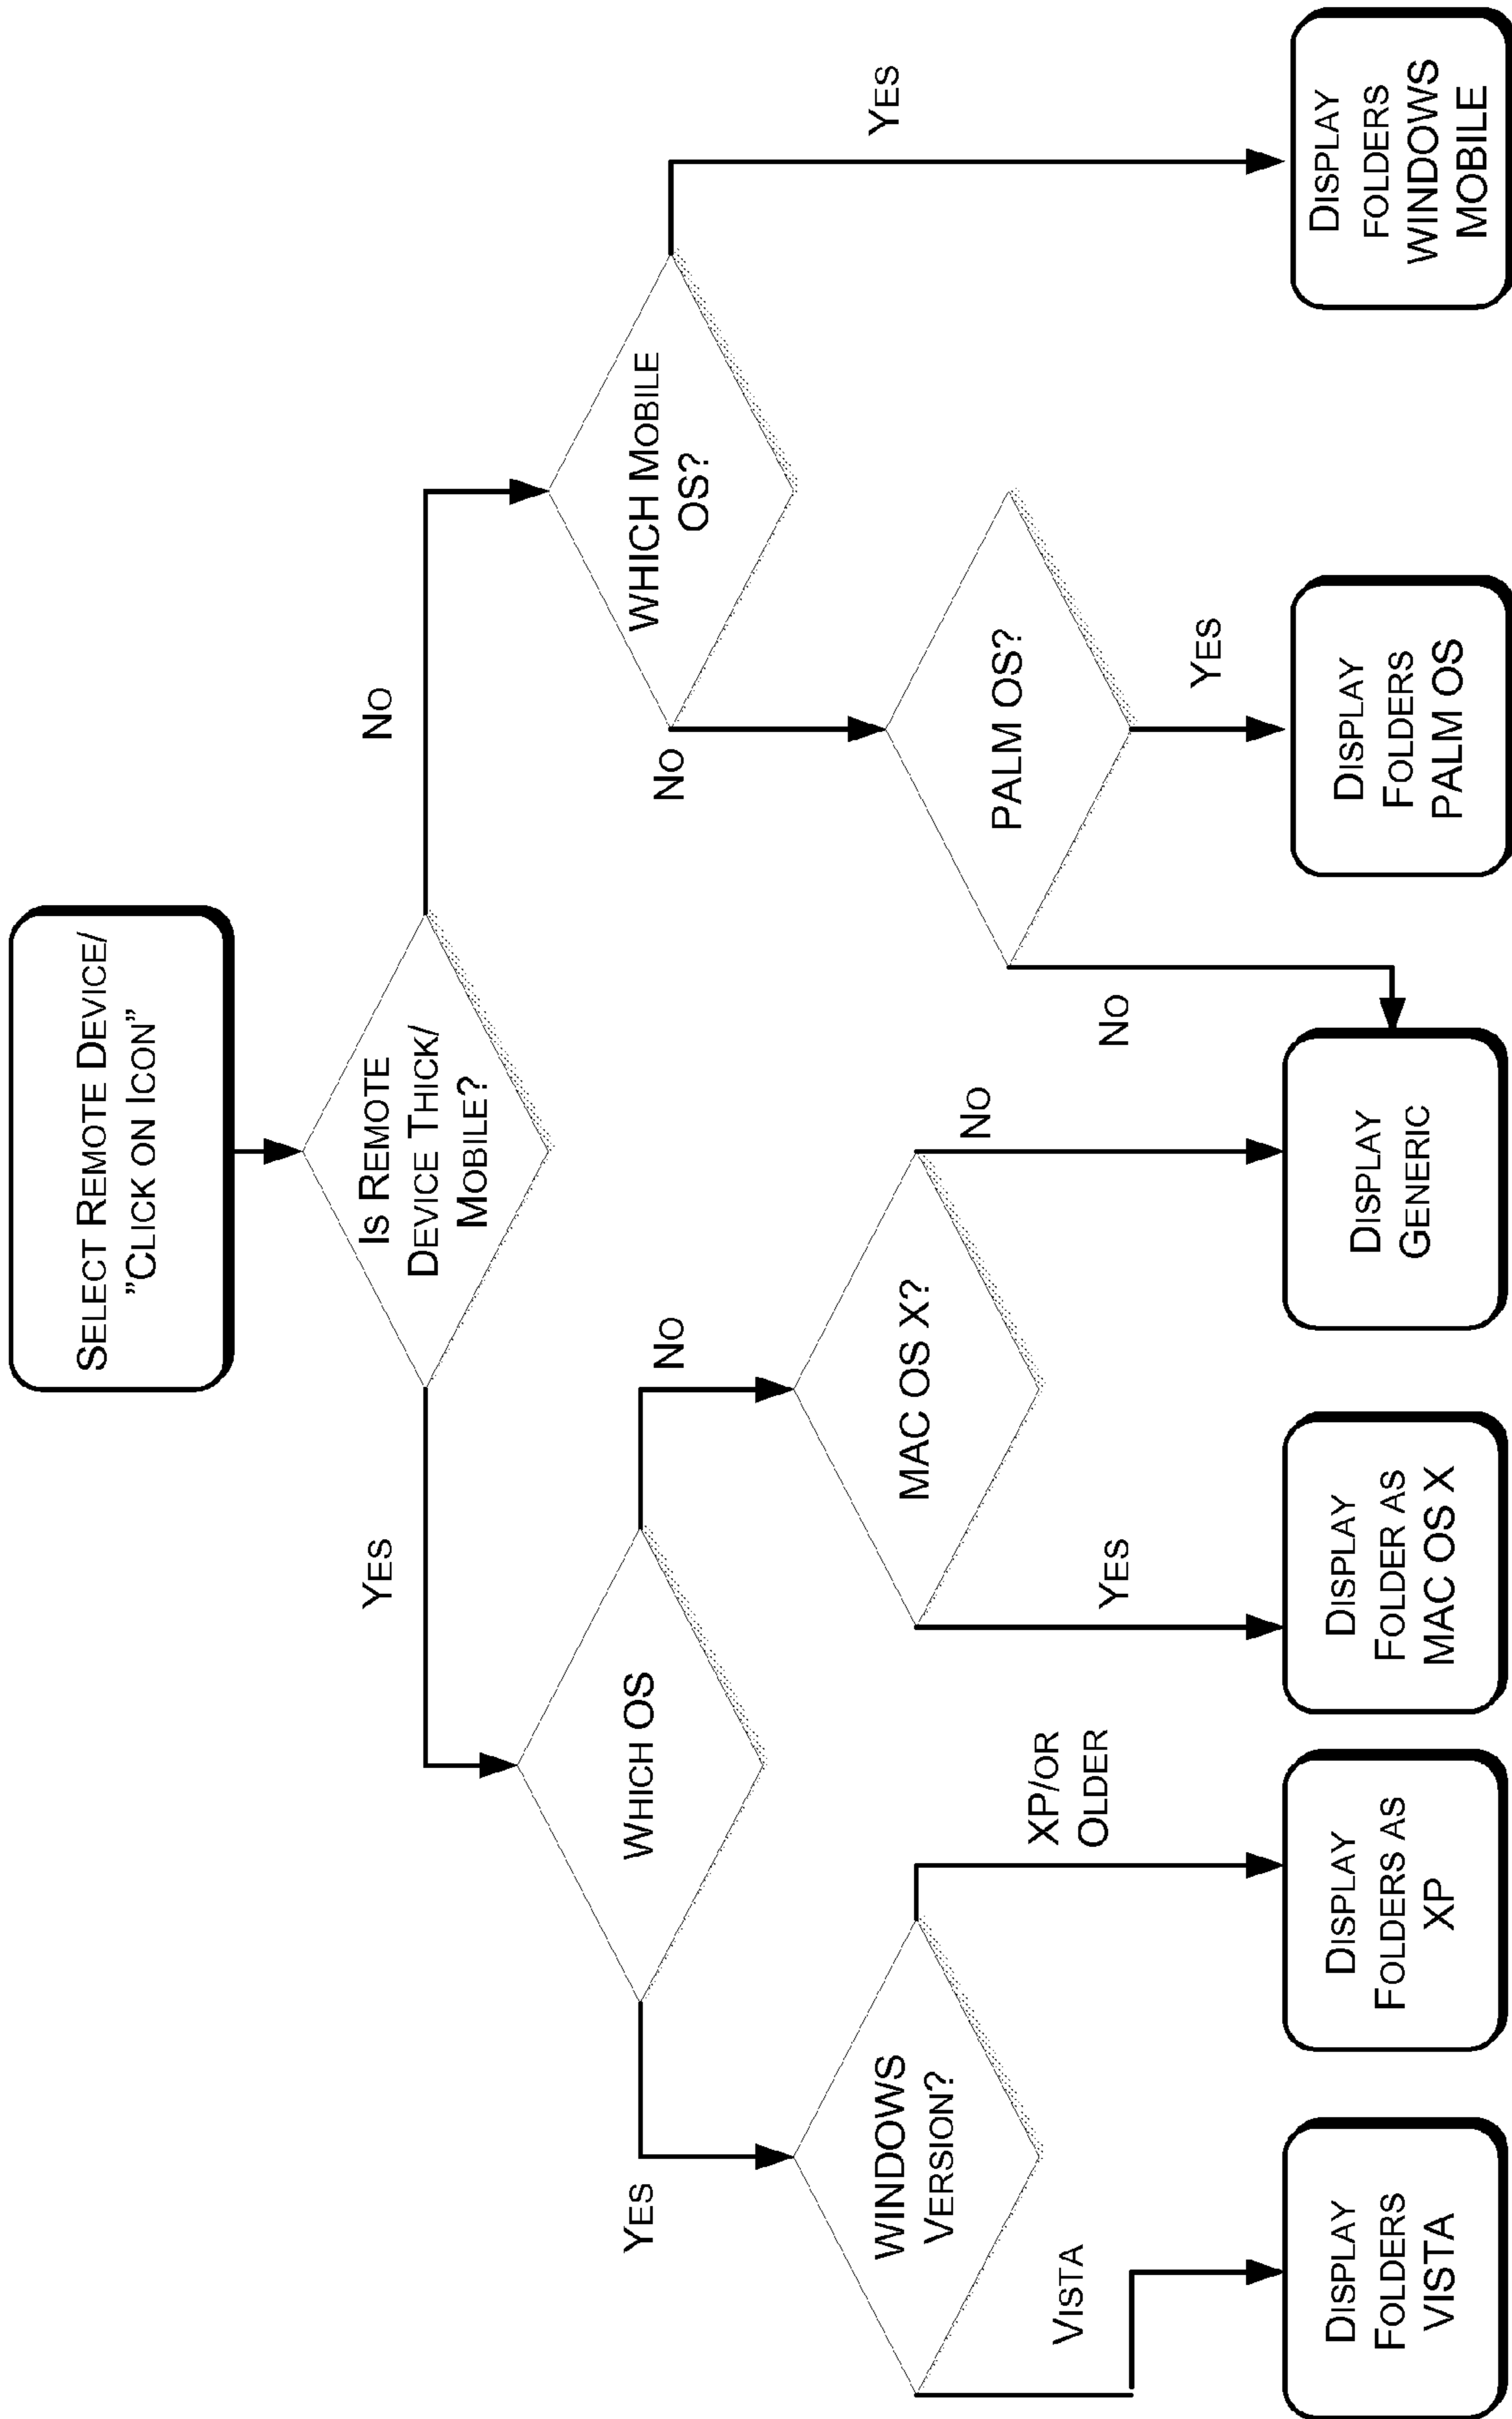 SELECT REMOTE DEVICE/
"CLICK ON ICON"
IS REMOTE
DEVICE THICK/
MOBILE?
YES
NO
WHICH OS
WHICH MOBILE
OS?
YES
NO
NO
YES
WINDOWS
VERSION?
MAC OS X?
PALM OS?
VISTA
XP/OR
OLDER
YES
NO
NO
YES
DISPLAY
FOLDERS
VISTA
DISPLAY
FOLDERS AS
XP
DISPLAY
FOLDER AS
MAC OS X
DISPLAY
GENERIC
DISPLAY
FOLDERS
PALM OS
DISPLAY
FOLDERS
WINDOWS
MOBILE